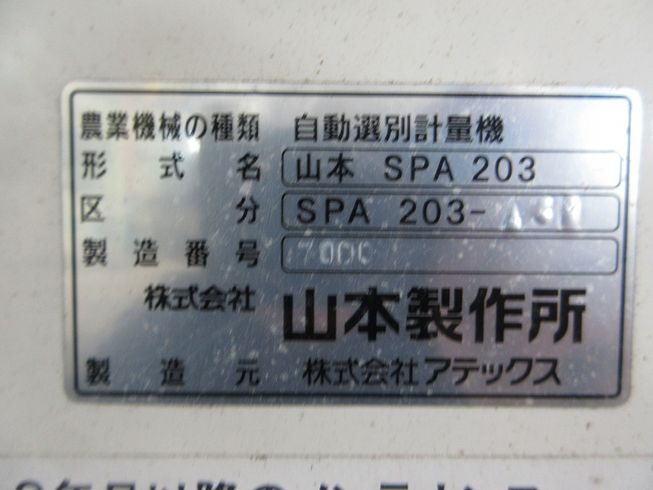 農業機械の種類 自動選別計量機
形式名 山本 SPA 203
区分 SPA 203-
製造番号
株式会社 山本製作所
製造元 株式会社アテックス